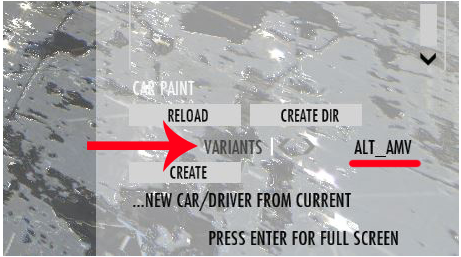 CAR PAINT
RELOAD CREATE DIR
VARIANTS ALT_AMV
CREATE
...NEW CAR/DRIVER FROM CURRENT
PRESS ENTER FOR FULL SCREEN